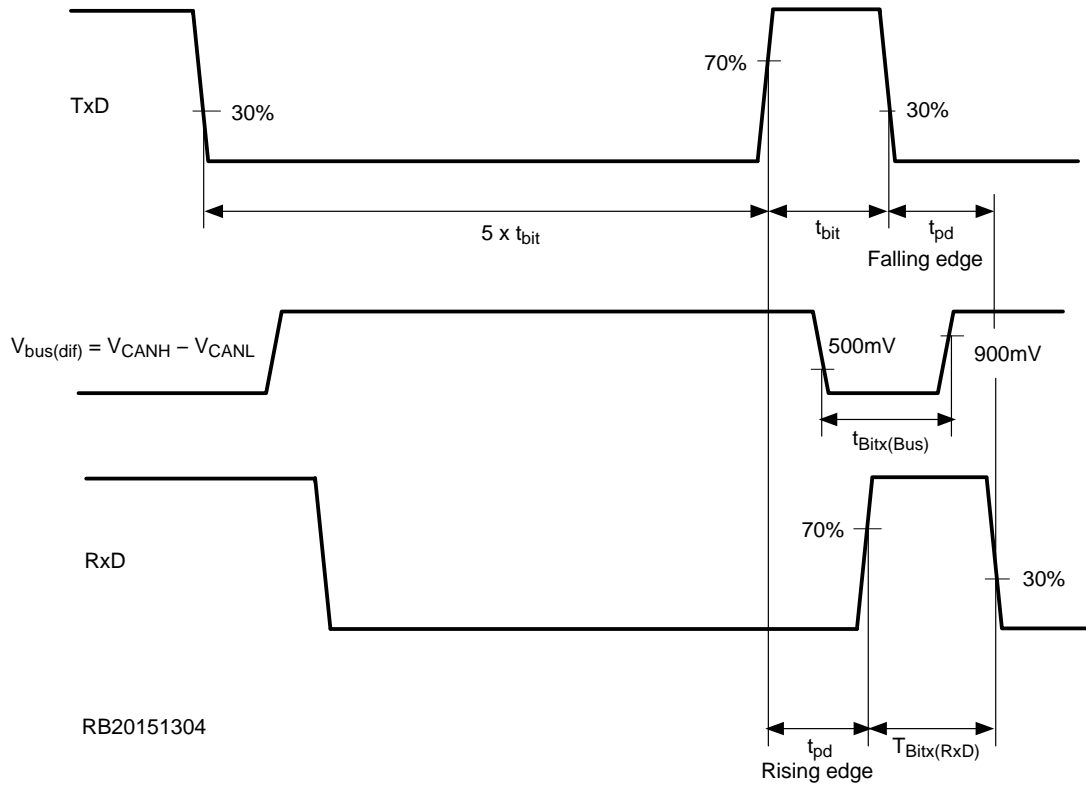 70%
TxD
30%
30%
5 x tbit
tbit
tpd
Falling edge
Vbus(dif) = VCANH – VCANL
500mV
900mV
tBitx(Bus)
70%
RxD
30%
RB20151304
tpd
TBitx(RxD)
Rising edge